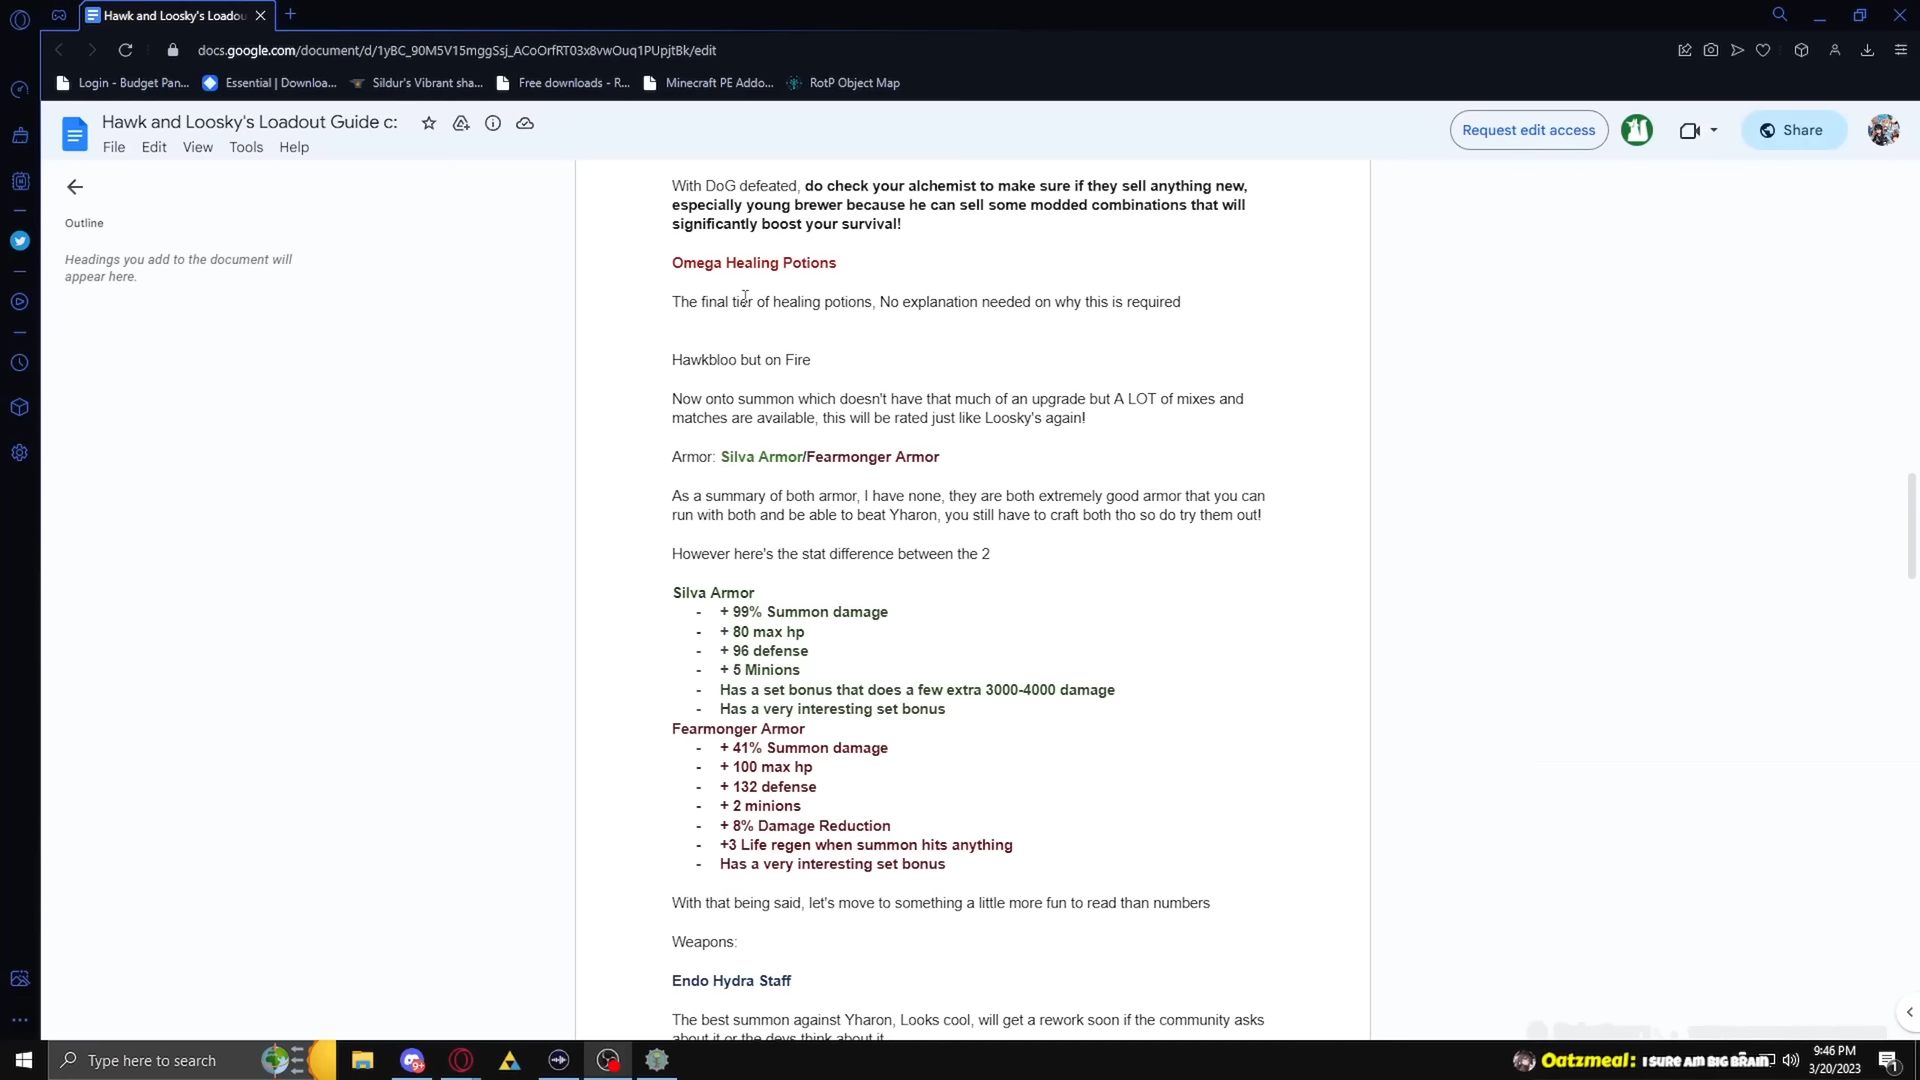 Hawk and Loosky's Loadou
docs.google.com/document/d/1yBC_90M5V15mggSsj_ACoOrfRT03x8vwOuq1PUpjtBk/edit
Login - Budget Pan...
Essential | Downloa...
Sildur's Vibrant sha...
Free downloads - R...
Minecraft PE Addo...
RotP Object Map
Hawk and Loosky's Loadout Guide c:
File Edit View Tools Help
Request edit access
Share
Outline
Headings you add to the document will
appear here.
With DoG defeated, do check your alchemist to make sure if they sell anything new,
especially young brewer because he can sell some modded combinations that will
significantly boost your survival!
Omega Healing Potions
The final tier of healing potions, No explanation needed on why this is required
Hawkbloo but on Fire
Now onto summon which doesn't have that much of an upgrade but A LOT of mixes and
matches are available, this will be rated just like Loosky's again!
Armor: Silva Armor/Fearmonger Armor
As a summary of both armor, I have none, they are both extremely good armor that you can
run with both and be able to beat Yharon, you still have to craft both tho so do try them out!
However here's the stat difference between the 2
Silva Armor
- + 99% Summon damage
- + 80 max hp
- + 96 defense
- + 5 Minions
- Has a set bonus that does a few extra 3000-4000 damage
- Has a very interesting set bonus
Fearmonger Armor
- + 41% Summon damage
- + 100 max hp
- + 132 defense
- + 2 minions
- + 8% Damage Reduction
- +3 Life regen when summon hits anything
- Has a very interesting set bonus
With that being said, let's move to something a little more fun to read than numbers
Weapons:
Endo Hydra Staff
The best summon against Yharon, Looks cool, will get a rework soon if the community asks
about it or the devs think about it
Type here to search
Oatzmeal: I SURE AM BIG BRAIN
9:46 PM
3/20/2023